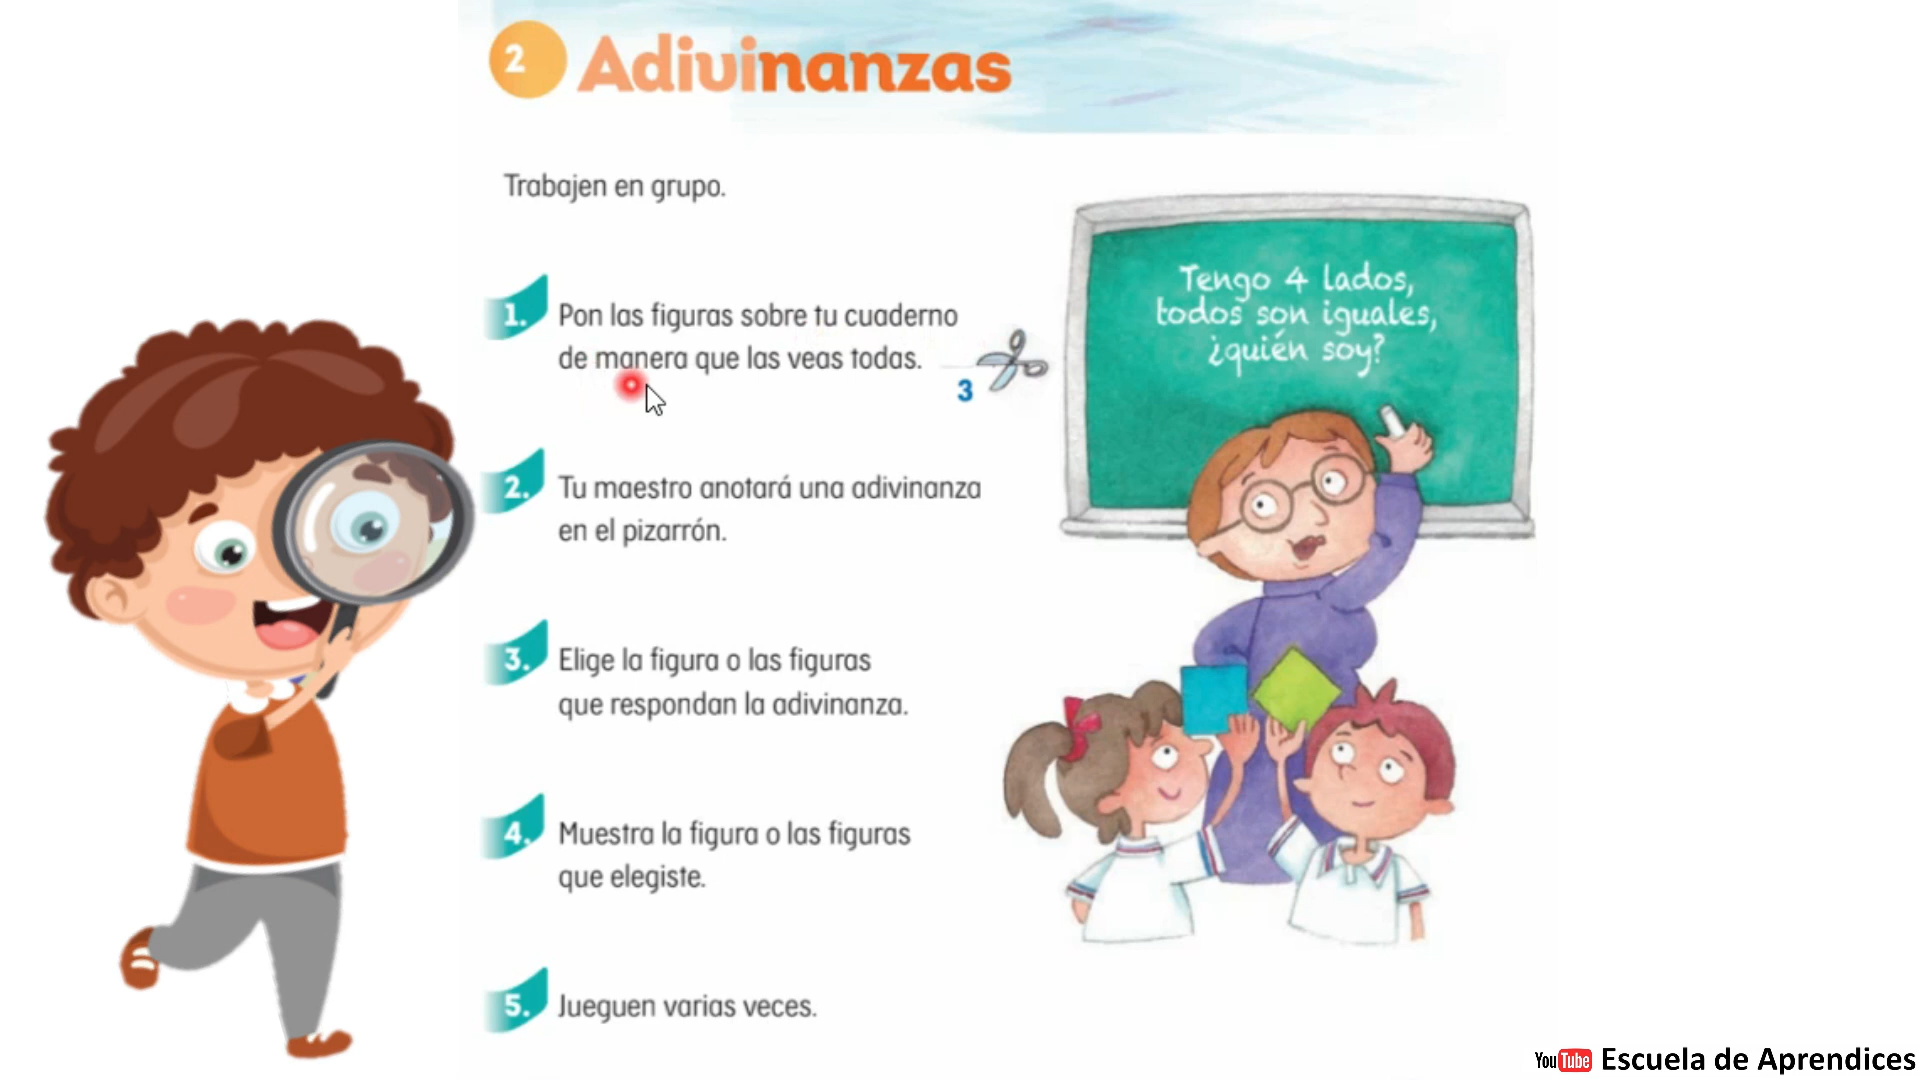 2 Adivinanzas
Trabajen en grupo.
1. Pon las figuras sobre tu cuaderno
de manera que las veas todas.
3
2. Tu maestro anotará una adivinanza
en el pizarrón.
3. Elige la figura o las figuras
que respondan la adivinanza.
4. Muestra la figura o las figuras
que elegiste.
5. Jueguen varias veces.
Tengo 4 lados,
todos son iguales,
¿quién soy?
YouTube Escuela de Aprendices